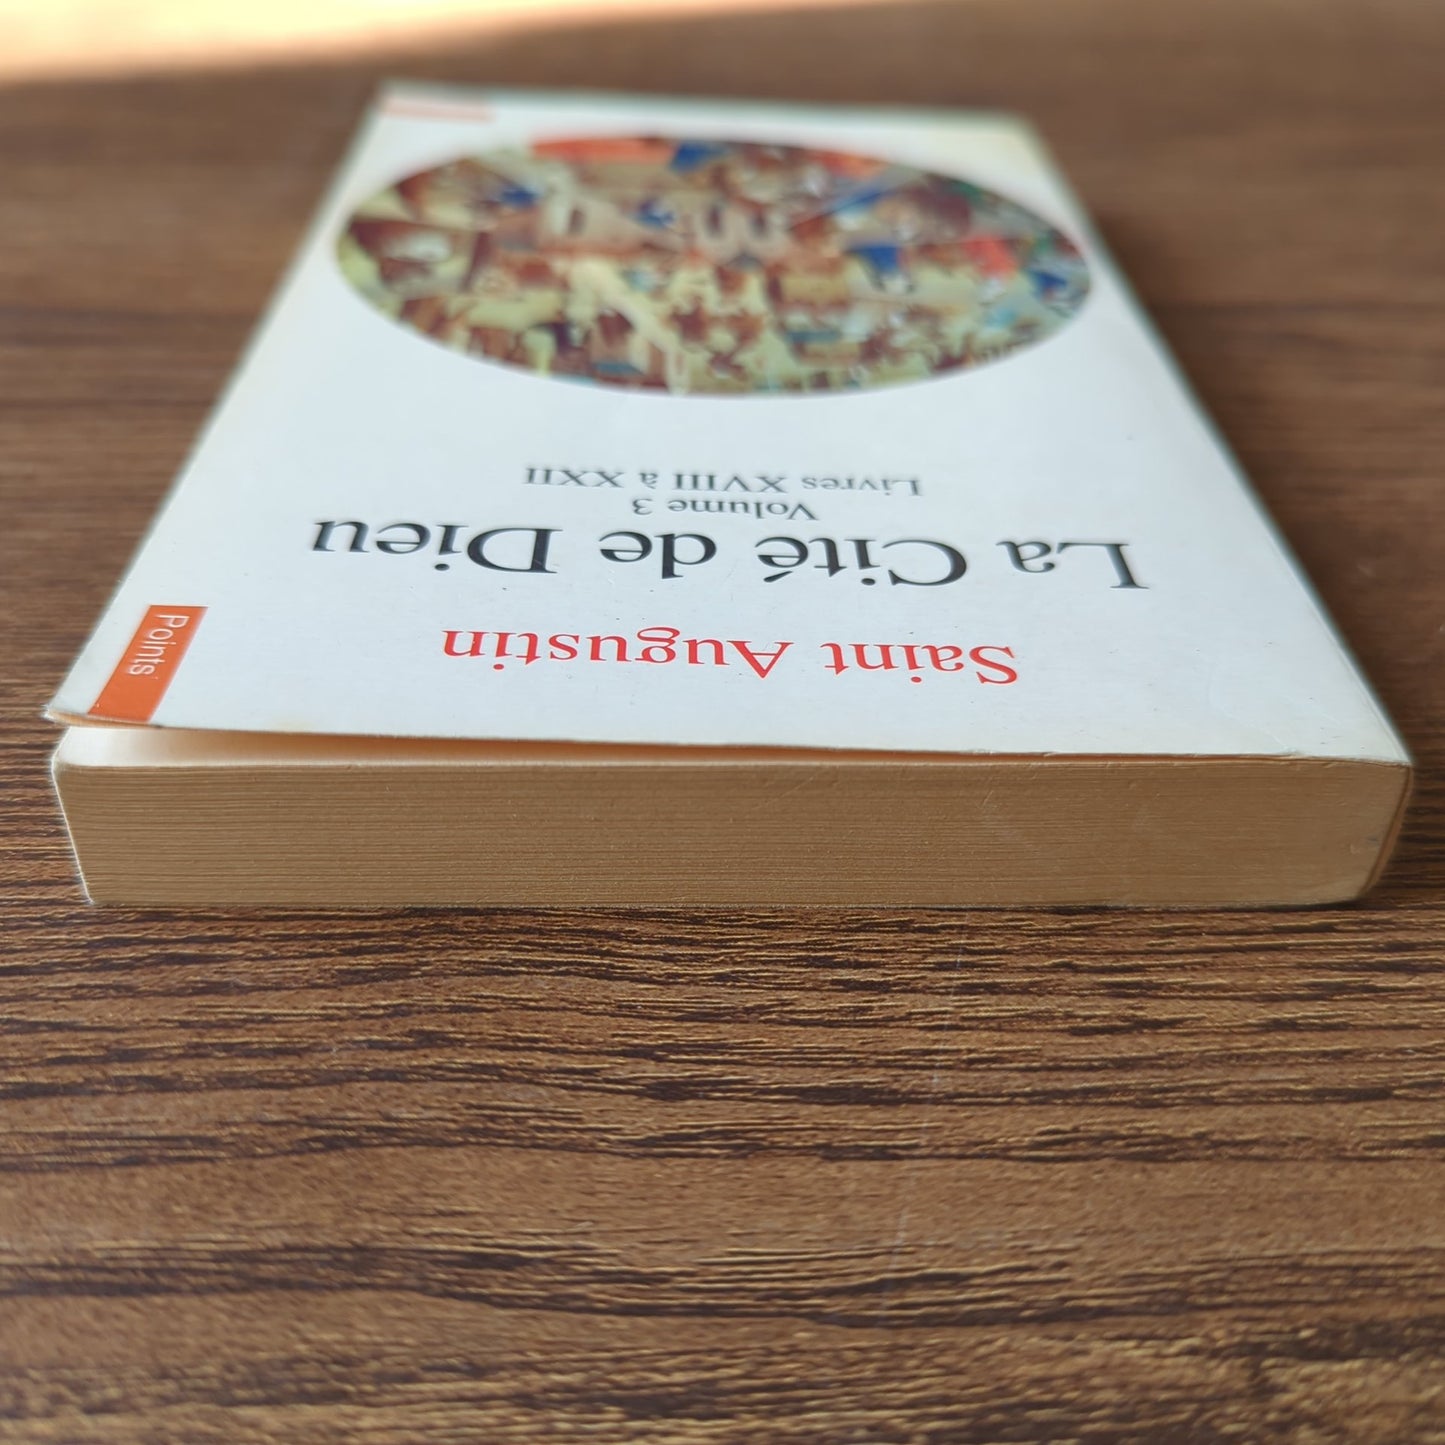 Saint Augustin
La Cité de Dieu
Volume 3
Livres XVIII à XXII
Points